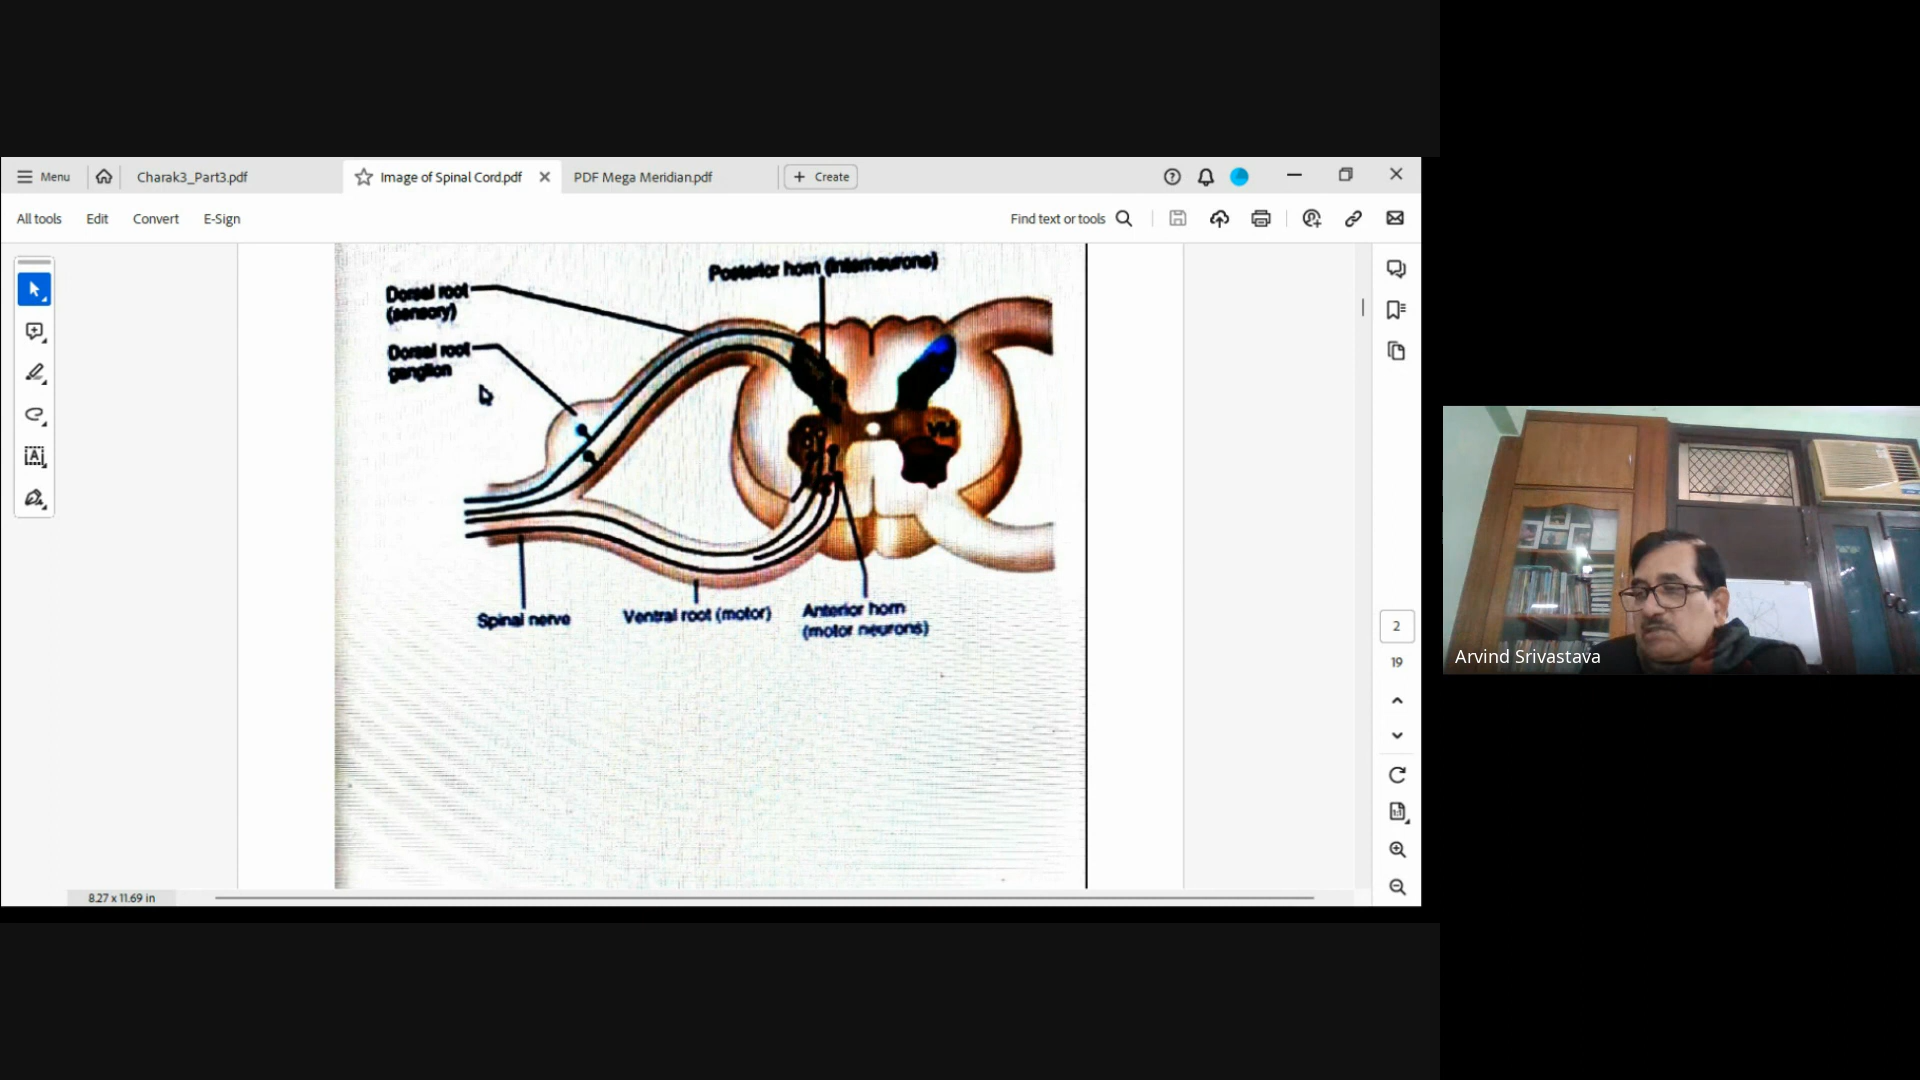 Menu
Charak3_Part3.pdf
Image of Spinal Cord.pdf
PDF Mega Meridian.pdf
Create
All tools
Edit
Convert
E-Sign
Find text or tools
Posterior horn (interneurons)
Dorsal root
(sensory)
Dorsal root
ganglion
VM
Spinal nerve
Ventral root (motor)
Anterior horn
(motor neurons)
2
19
8.27 x 11.69 in
Arvind Srivastava